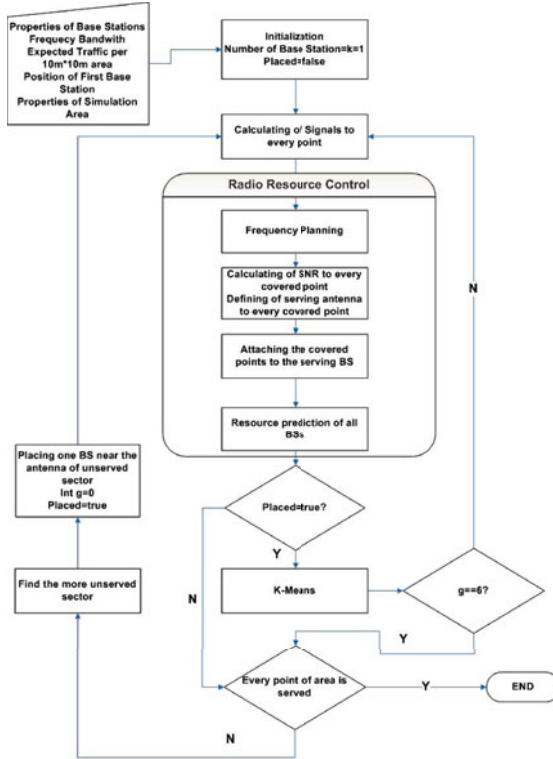 Properties of Base Stations
Frequecy Bandwith
Expected Traffic per
10m*10m area
Position of First Base
Station
Properties of Simulation
Area
Initialization
Number of Base Station=k=1
Placed=false
Calculating of Signals to
every point
Radio Resource Control
Frequency Planning
Calculating of SNR to every
covered point
Defining of serving antenna
to every covered point
Attaching the covered
points to the serving BS
Resource prediction of all
BSs
N
Placing one BS near the
antenna of unserved
sector
Int g=0
Placed=true
Placed=true?
Y
Find the more unserved
sector
N
K-Means
g==6?
Y
Every point of area is
served
Y
END
N